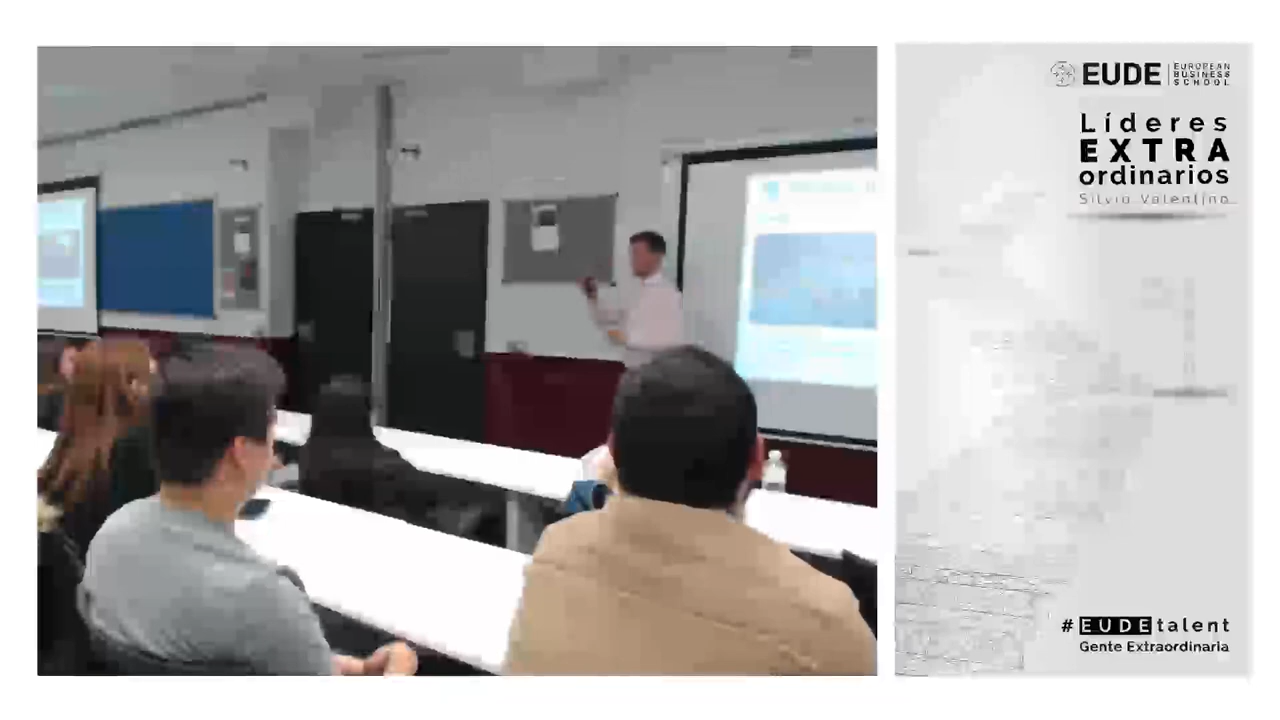 EUDE
EUROPEAN
BUSINESS
SCHOOL
Líderes
EXTRA
ordinarios
Silvio Valentino
#EUDEtalent
Gente Extraordinaria